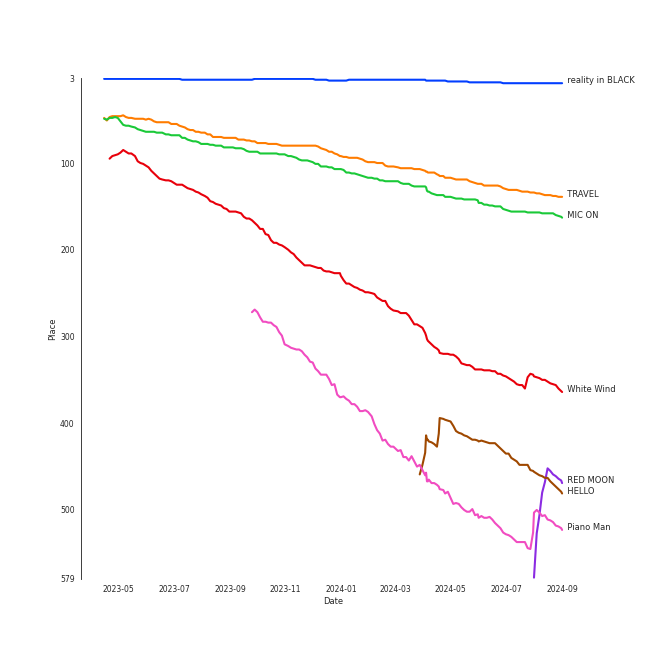 3
100
200
300
400
500
579
Place
2023-05
2023-07
2023-09
2023-11
2024-01
2024-03
2024-05
2024-07
2024-09
Date
reality in BLACK
TRAVEL
MIC ON
White Wind
RED MOON
HELLO
Piano Man